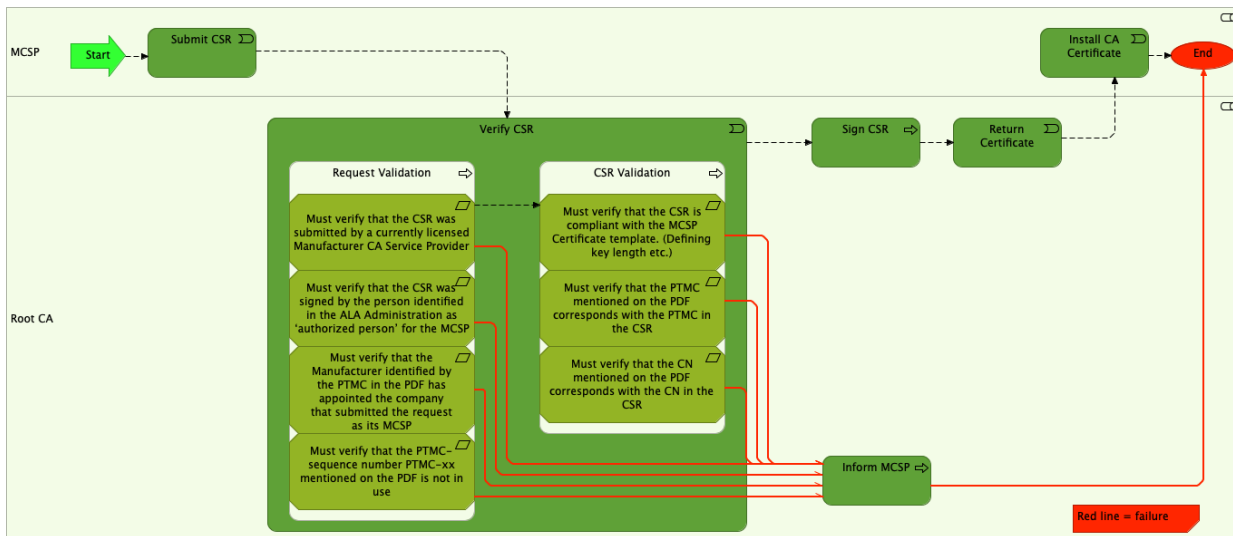 MCSP
Start
Submit CSR
Install CA
Certificate
End
Root CA
Verify CSR
Request Validation
Must verify that the CSR was
submitted by a currently licensed
Manufacturer CA Service Provider
Must verify that the CSR was
signed by the person identified
in the ALA Administration as
‘authorized person’ for the MCSP
Must verify that the
Manufacturer identified by
the PTMC in the PDF has
appointed the company
that submitted the request
as its MCSP
Must verify that the PTMC-
sequence number PTMC-xx
mentioned on the PDF is not in
use
CSR Validation
Must verify that the CSR is
compliant with the MCSP
Certificate template. (Defining
key length etc.)
Must verify that the PTMC
mentioned on the PDF
corresponds with the PTMC in
the CSR
Must verify that the CN
mentioned on the PDF
corresponds with the CN in the
CSR
Sign CSR
Return
Certificate
Inform MCSP
Red line = failure